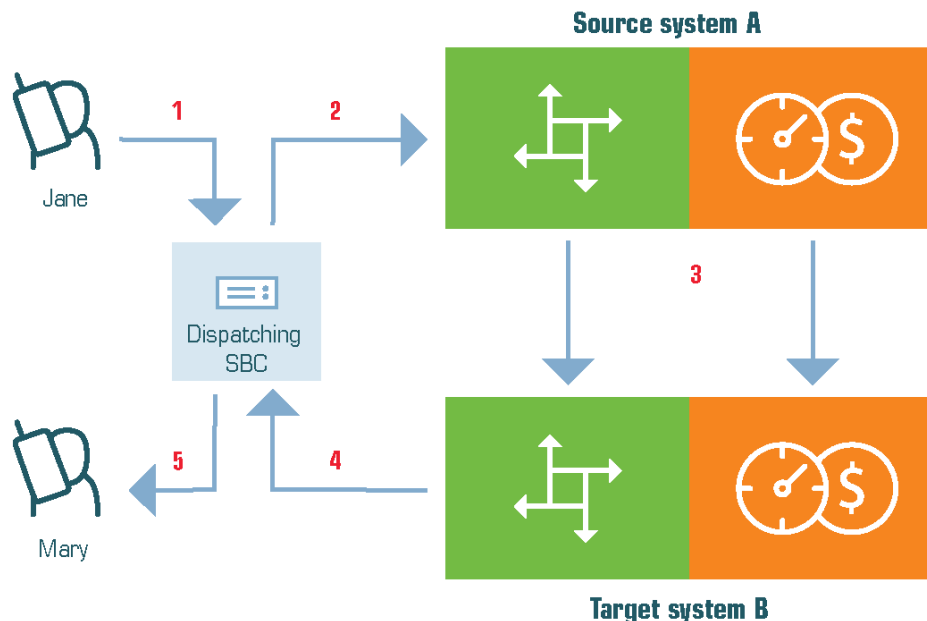 Source system A
1
2
$
Jane
3
Dispatching
SBC
5
4
$
Mary
Target system B